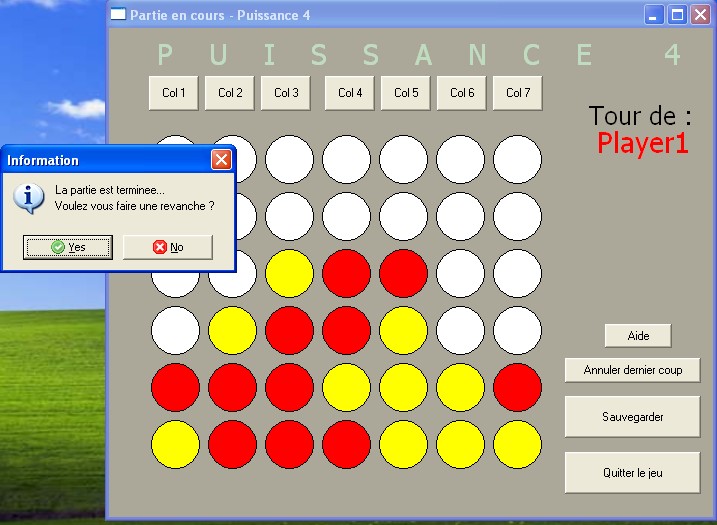 Partie en cours - Puissance 4
P U I S S A N C E 4
Col 1 Col 2 Col 3 Col 4 Col 5 Col 6 Col 7
Tour de :
Player1
Information
La partie est terminee...
Voulez vous faire une revanche ?
Yes No
Aide
Annuler dernier coup
Sauvegarder
Quitter le jeu